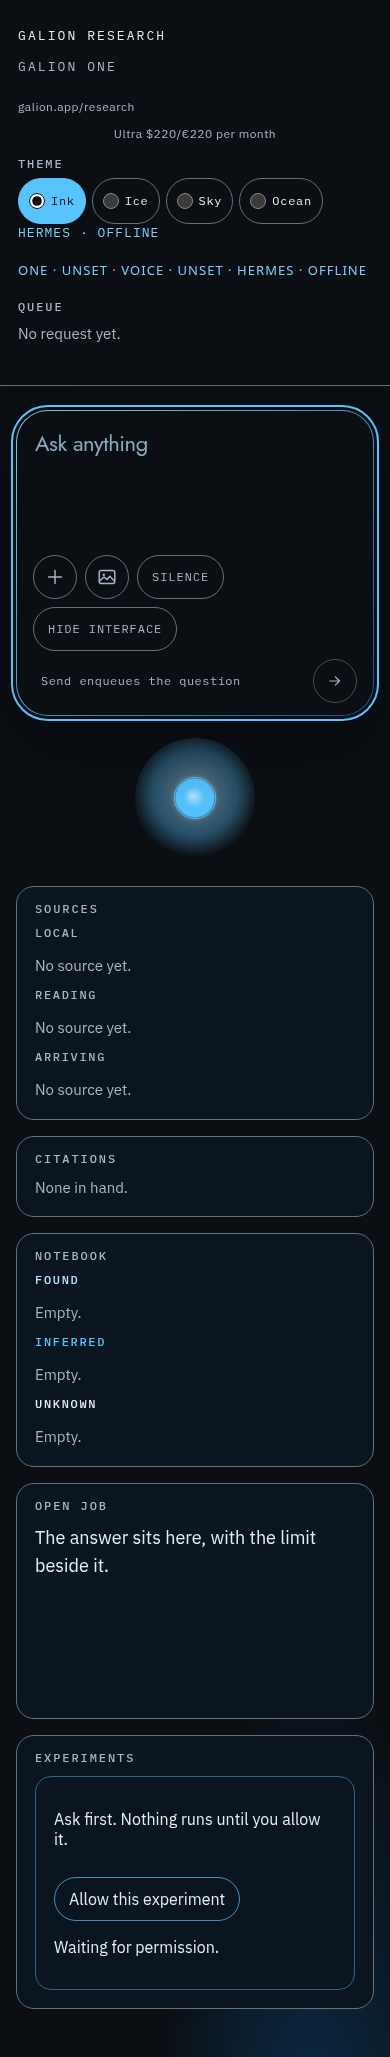 GALION RESEARCH
GALION ONE
galion.app/research
Ultra $220/€220 per month
THEME
Ink
Ice
Sky
Ocean
HERMES · OFFLINE
ONE · UNSET · VOICE · UNSET · HERMES · OFFLINE
QUEUE
No request yet.
Ask anything
SILENCE
HIDE INTERFACE
Send enqueues the question
SOURCES
LOCAL
No source yet.
READING
No source yet.
ARRIVING
No source yet.
CITATIONS
None in hand.
NOTEBOOK
FOUND
Empty.
INFERRED
Empty.
UNKNOWN
Empty.
OPEN JOB
The answer sits here, with the limit
beside it.
EXPERIMENTS
Ask first. Nothing runs until you allow
it.
Allow this experiment
Waiting for permission.